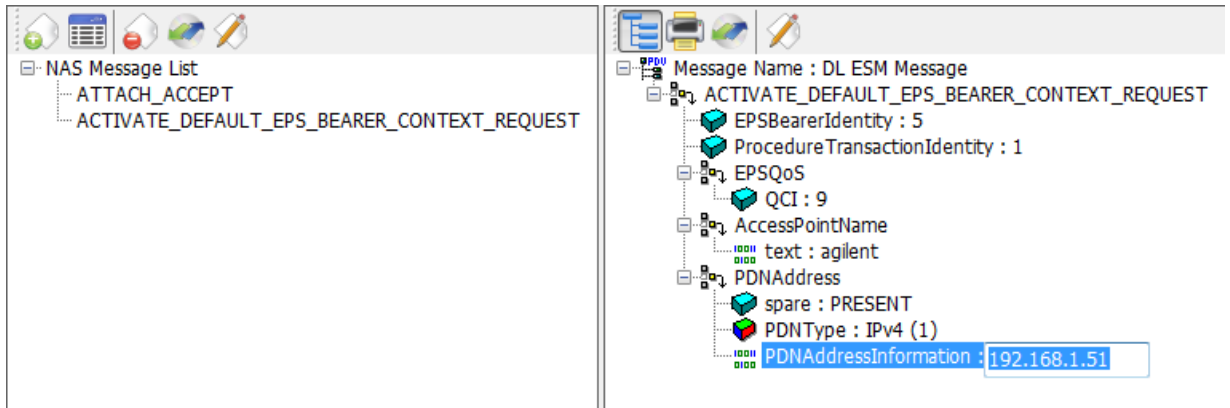 NAS Message List
ATTACH_ACCEPT
ACTIVATE_DEFAULT_EPS_BEARER_CONTEXT_REQUEST
Message Name : DL ESM Message
ACTIVATE_DEFAULT_EPS_BEARER_CONTEXT_REQUEST
EPSBearerIdentity : 5
ProcedureTransactionIdentity : 1
EPSQoS
QCI : 9
AccessPointName
text : agilent
PDNAddress
spare : PRESENT
PDNType : IPv4 (1)
PDNAddressInformation : 192.168.1.51